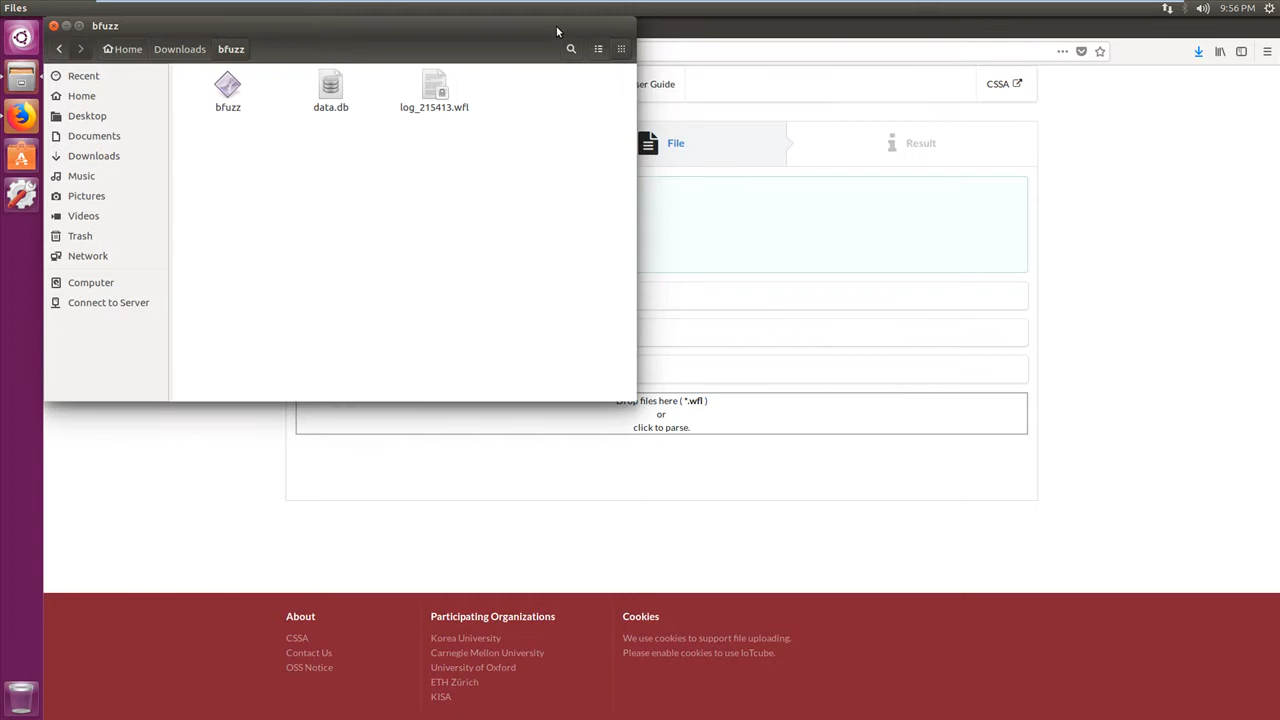 Files
9:56 PM
bfuzz
Home
Downloads
bfuzz
Recent
Home
Desktop
Documents
Downloads
Music
Pictures
Videos
Trash
Network
Computer
Connect to Server
bfuzz
data.db
log_215413.wfl
er Guide
CSSA
File
Result
Drop files here ( *.wfl )
or
click to parse.
About
CSSA
Contact Us
OSS Notice
Participating Organizations
Korea University
Carnegie Mellon University
University of Oxford
ETH Zürich
KISA
Cookies
We use cookies to support file uploading.
Please enable cookies to use IoTcube.